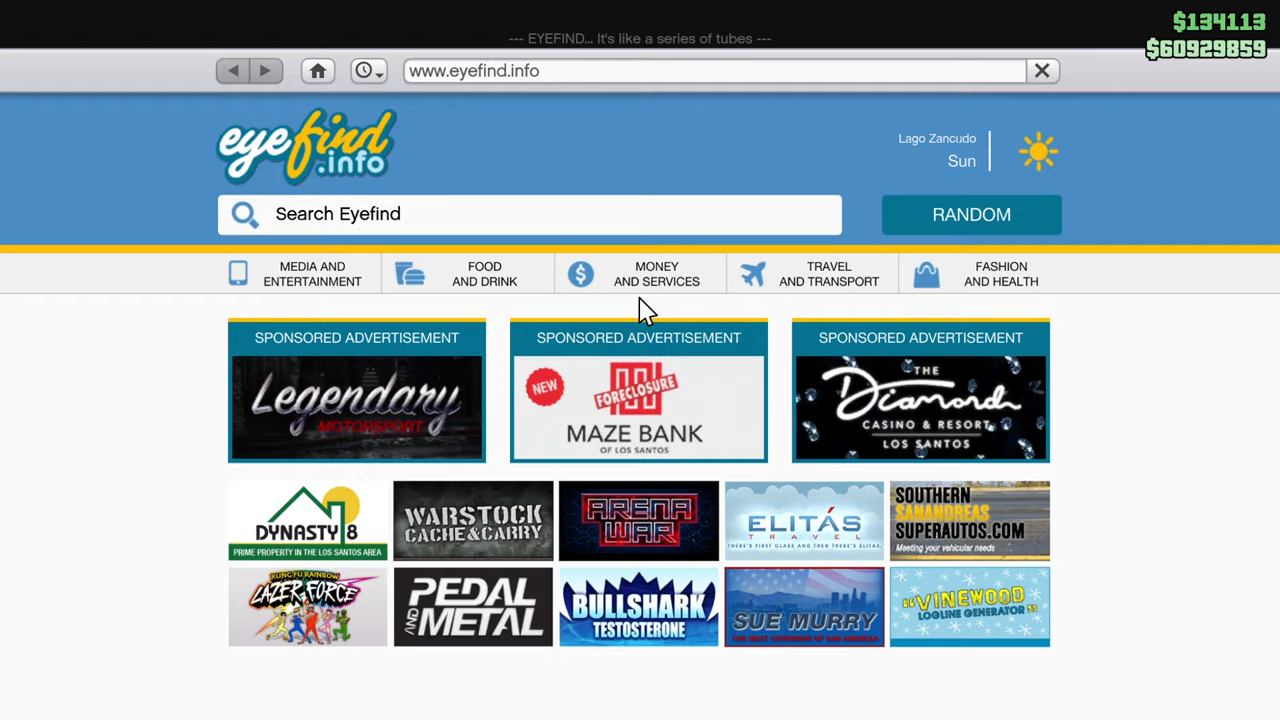 $134113
--- EYEFIND... It's like a series of tubes ---
$60929859
www.eyefind.info
eyefind
.info
Lago Zancudo
Sun
Search Eyefind
RANDOM
MEDIA AND
ENTERTAINMENT
FOOD
AND DRINK
MONEY
AND SERVICES
TRAVEL
AND TRANSPORT
FASHION
AND HEALTH
SPONSORED ADVERTISEMENT
Legendary
MOTORSPORT
SPONSORED ADVERTISEMENT
NEW
FORECLOSURE
MAZE BANK
OF LOS SANTOS
SPONSORED ADVERTISEMENT
THE
Diamond
CASINO & RESORT
LOS SANTOS
DYNASTY 8
PRIME PROPERTY IN THE LOS SANTOS AREA
WARSTOCK
CACHE & CARRY
ARENA
WAR
ELITÁS
TRAVEL
THERE'S FIRST CLASS AND THEN THERE'S ELITAS.
SOUTHERN
SANANDREAS
SUPERAUTOS.COM
Meeting your vehicular needs
KUNG FU RAINBOW
LAZER FORCE
PEDAL
AND METAL
BULLSHARK
TESTOSTERONE
SUE MURRY
THE NEXT GOVERNOR OF SAN ANDREAS
"VINEWOOD
LOGLINE GENERATOR"